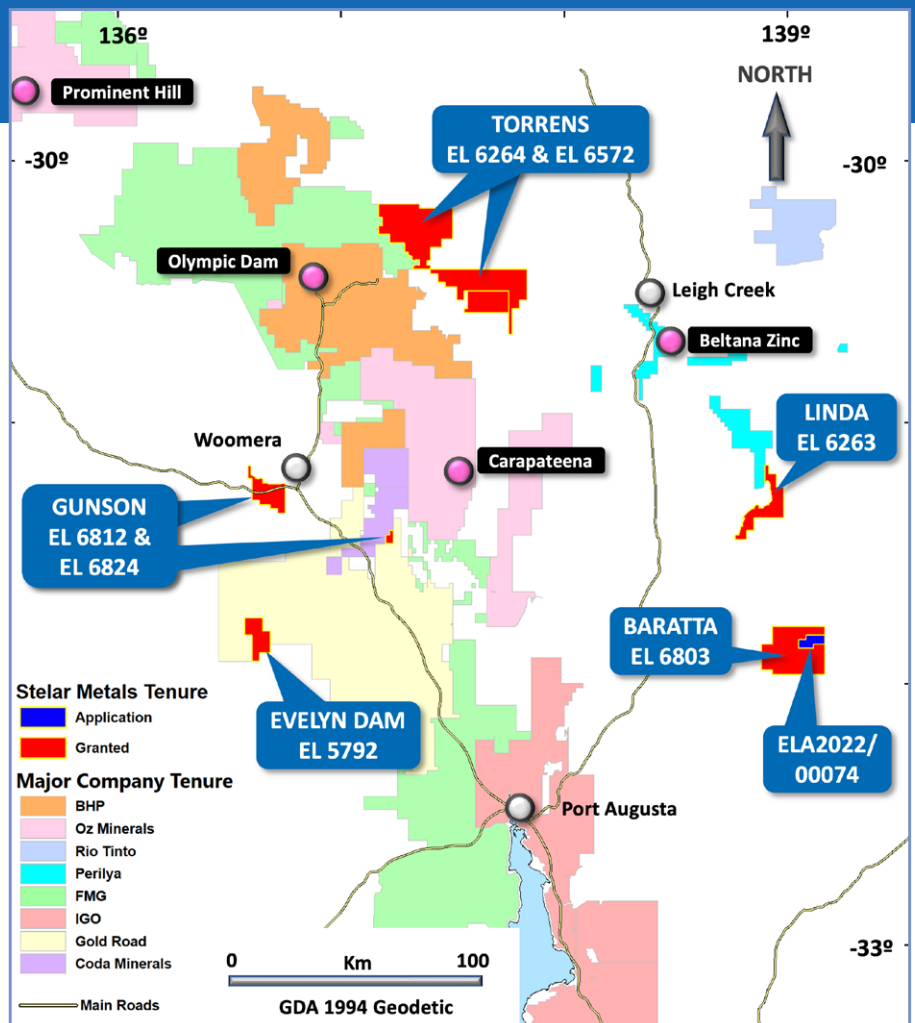 136º
139º
Prominent Hill
NORTH
TORRENS
EL 6264 & EL 6572
-30º
-30º
Olympic Dam
Leigh Creek
Beltana Zinc
LINDA
EL 6263
Woomera
Carapateena
GUNSON
EL 6812 &
EL 6824
BARATTA
EL 6803
EVELYN DAM
EL 5792
ELA2022/
00074
Stelar Metals Tenure
Application
Granted
Major Company Tenure
BHP
Oz Minerals
Rio Tinto
Perilya
FMG
IGO
Gold Road
Coda Minerals
Main Roads
Port Augusta
-33º
0 Km 100
GDA 1994 Geodetic